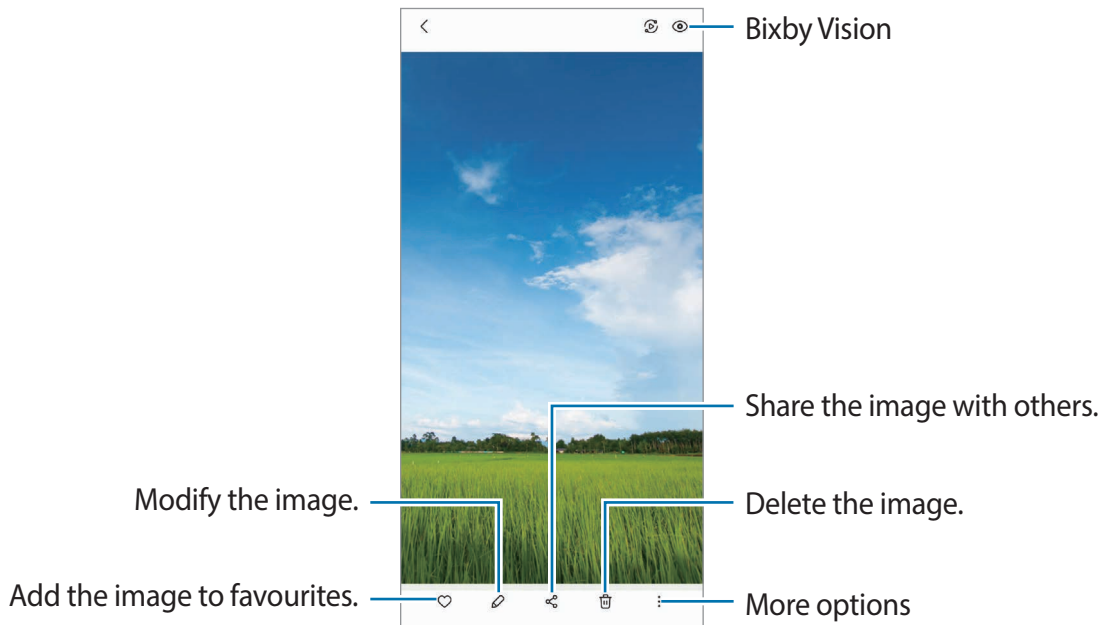 Bixby Vision
Share the image with others.
Modify the image.
Delete the image.
Add the image to favourites.
More options